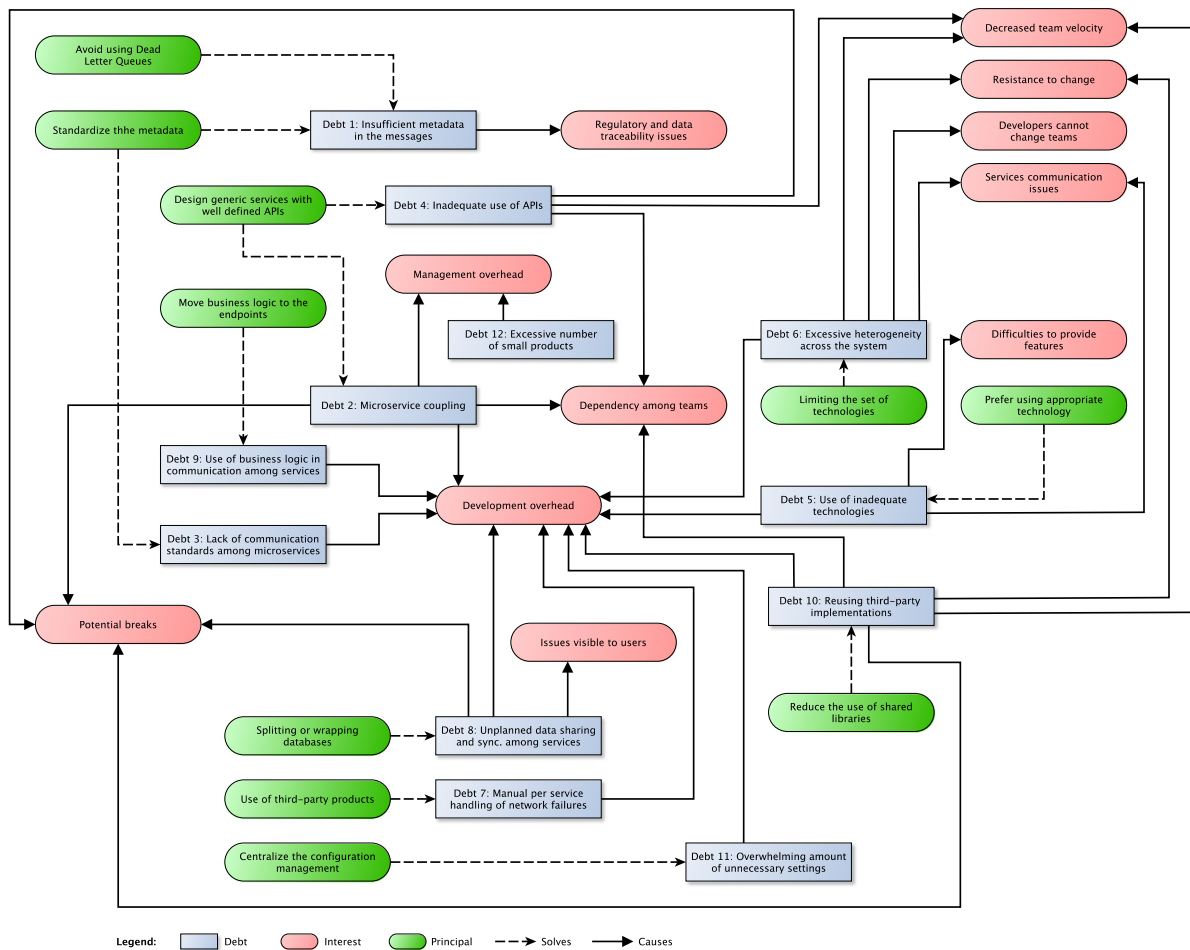 Decreased team velocity
Avoid using Dead
Letter Queues
Resistance to change
Standardize thhe metadata
Debt 1: Insufficient metadata
in the messages
Regulatory and data
traceability issues
Developers cannot
change teams
Services communication
issues
Design generic services with
well defined APIs
Debt 4: Inadequate use of APIs
Management overhead
Move business logic to the
endpoints
Debt 12: Excessive number
of small products
Debt 6: Excessive heterogeneity
across the system
Difficulties to provide
features
Debt 2: Microservice coupling
Dependency among teams
Limiting the set of
technologies
Prefer using appropriate
technology
Debt 9: Use of business logic in
communication among services
Development overhead
Debt 5: Use of inadequate
technologies
Debt 3: Lack of communication
standards among microservices
Debt 10: Reusing third-party
implementations
Potential breaks
Issues visible to users
Reduce the use of shared
libraries
Splitting or wrapping
databases
Debt 8: Unplanned data sharing
and sync. among services
Use of third-party products
Debt 7: Manual per service
handling of network failures
Centralize the configuration
management
Debt 11: Overwhelming amount
of unnecessary settings
Legend: Debt Interest Principal Solves Causes